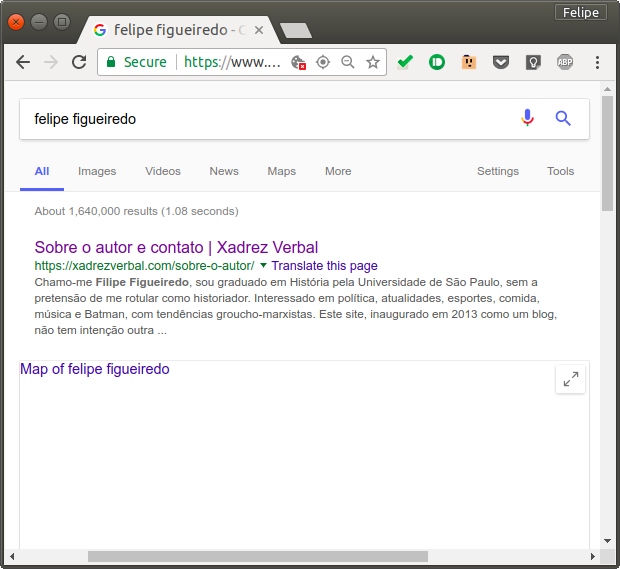 Felipe
felipe figueiredo - G
Secure https://www....
ABP
felipe figueiredo
All Images Videos News Maps More Settings Tools
About 1,640,000 results (1.08 seconds)
Sobre o autor e contato | Xadrez Verbal
https://xadrezverbal.com/sobre-o-autor/ Translate this page
Chamo-me Filipe Figueiredo, sou graduado em História pela Universidade de São Paulo, sem a
pretensão de me rotular como historiador. Interessado em política, atualidades, esportes, comida,
música e Batman, com tendências groucho-marxistas. Este site, inaugurado em 2013 como um blog,
não tem intenção outra ...
Map of felipe figueiredo